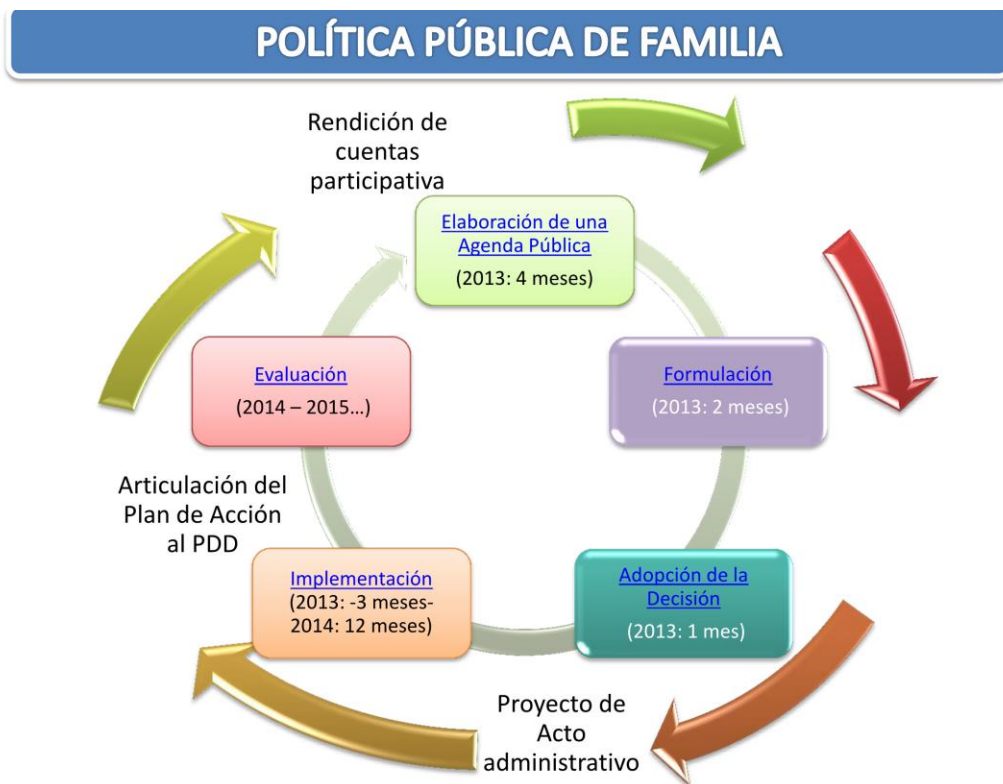 POLÍTICA PÚBLICA DE FAMILIA
Rendición de
cuentas
participativa
Elaboración de una
Agenda Pública
(2013: 4 meses)
Formulación
(2013: 2 meses)
Adopción de la
Decisión
(2013: 1 mes)
Proyecto de
Acto
administrativo
Implementación
(2013: -3 meses-
2014: 12 meses)
Articulación del
Plan de Acción
al PDD
Evaluación
(2014 – 2015...)